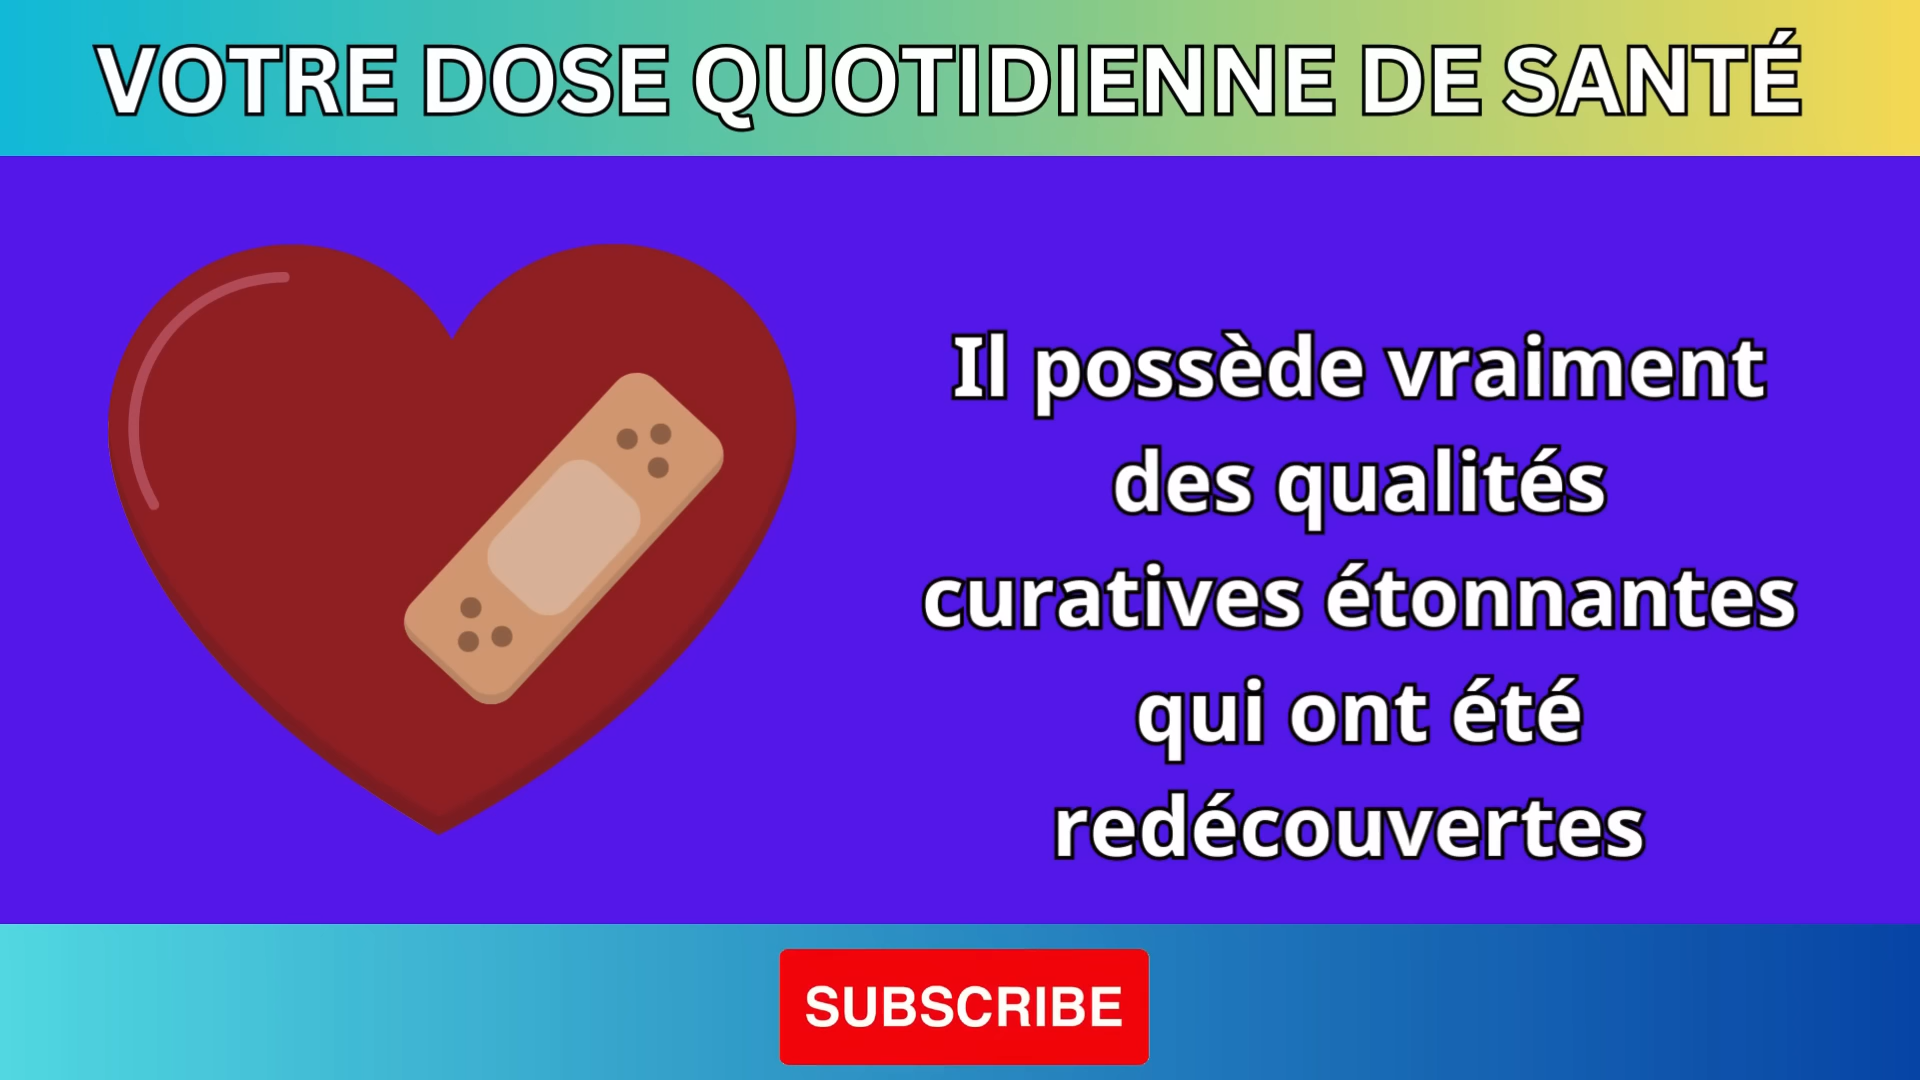 VOTRE DOSE QUOTIDIENNE DE SANTÉ
Il possède vraiment
des qualités
curatives étonnantes
qui ont été
redécouvertes
SUBSCRIBE